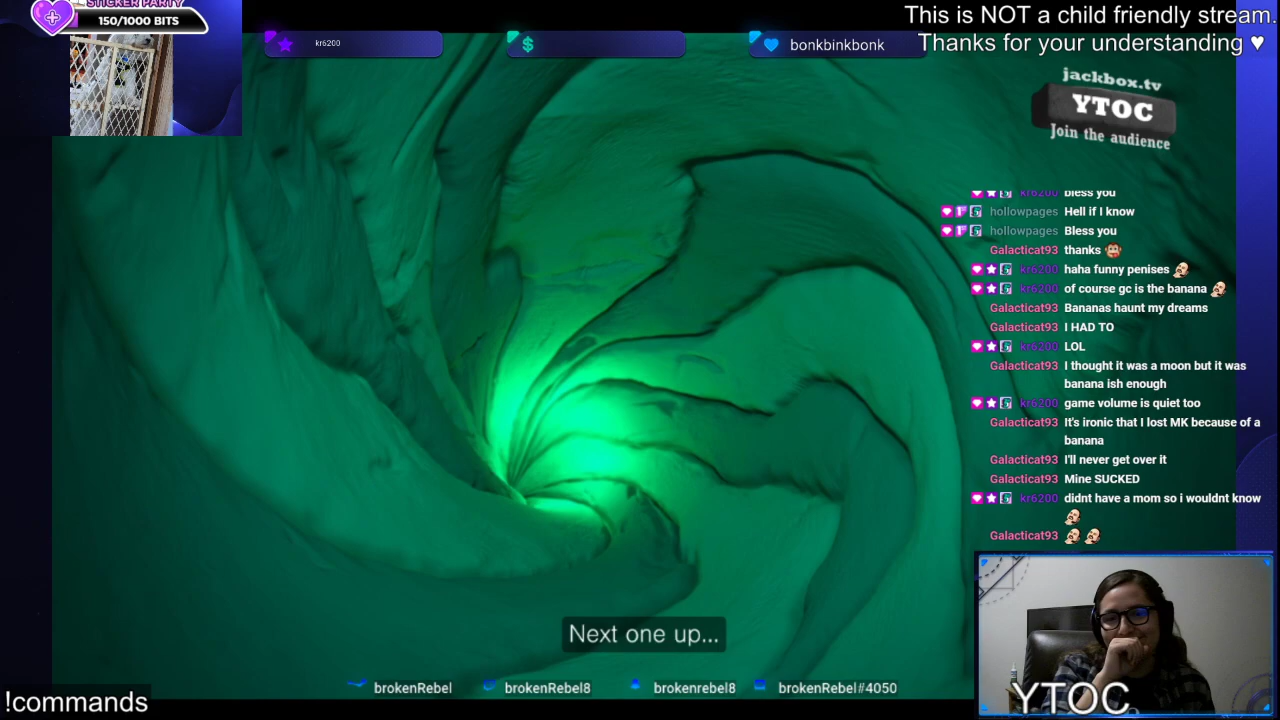 STICKER PARTY
150/1000 BITS
kr6200
bonkbinkbonk
This is NOT a child friendly stream.
Thanks for your understanding ♥
jackbox.tv
YTOC
Join the audience
kr6200 bless you
hollowpages Hell if I know
hollowpages Bless you
Galacticat93 thanks
kr6200 haha funny penises
kr6200 of course gc is the banana
Galacticat93 Bananas haunt my dreams
Galacticat93 I HAD TO
kr6200 LOL
Galacticat93 I thought it was a moon but it was
banana ish enough
kr6200 game volume is quiet too
Galacticat93 It's ironic that I lost MK because of a
banana
Galacticat93 I'll never get over it
Galacticat93 Mine SUCKED
kr6200 didnt have a mom so i wouldnt know
Galacticat93
Next one up...
brokenRebel brokenRebel8 brokenrebel8 brokenRebel#4050
!commands
YTOC